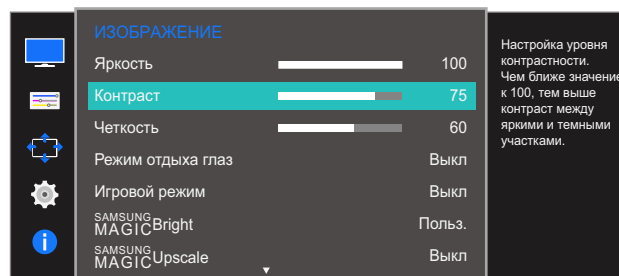 ИЗОБРАЖЕНИЕ
Яркость 100
Контраст 75
Четкость 60
Режим отдыха глаз Выкл
Игровой режим Выкл
SAMSUNG MAGIC Bright Польз.
SAMSUNG MAGIC Upscale Выкл
Настройка уровня
контрастности.
Чем ближе значение
к 100, тем выше
контраст между
яркими и темными
участками.